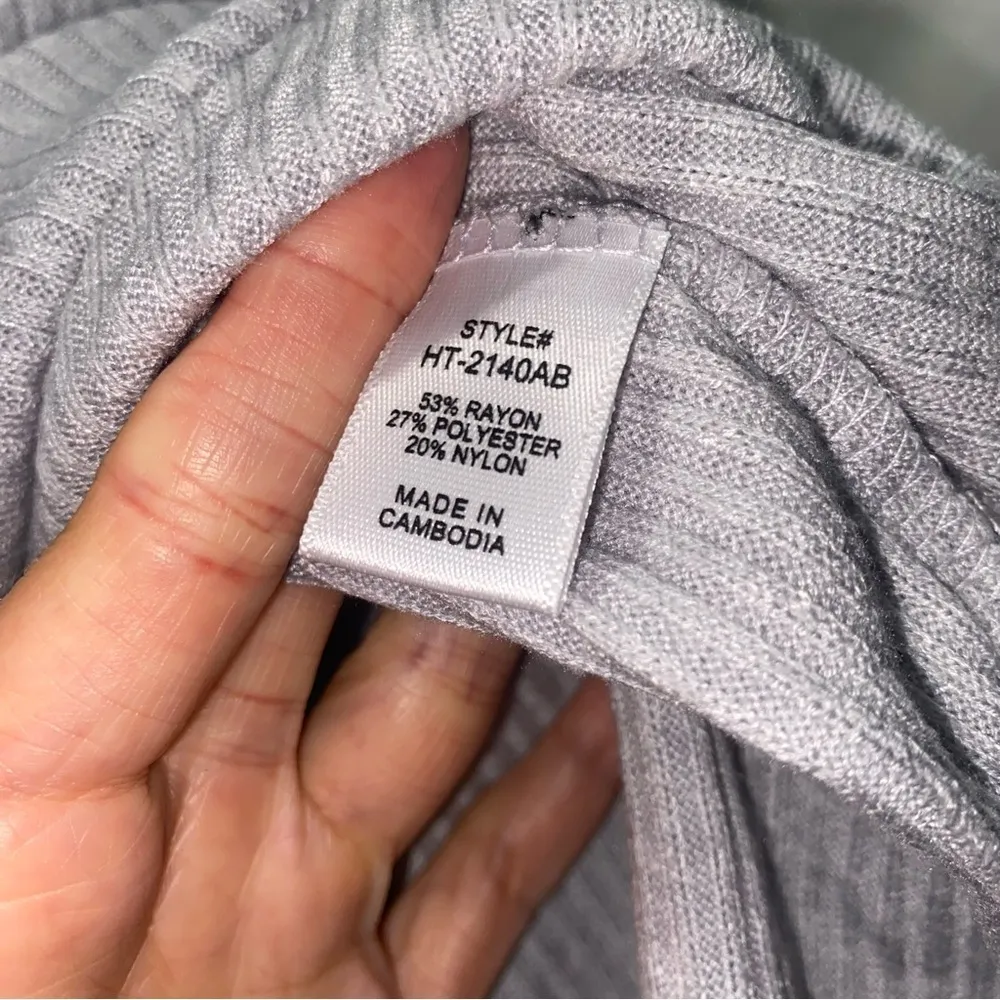 STYLE#
HT-2140AB
53% RAYON
27% POLYESTER
20% NYLON
MADE IN
CAMBODIA